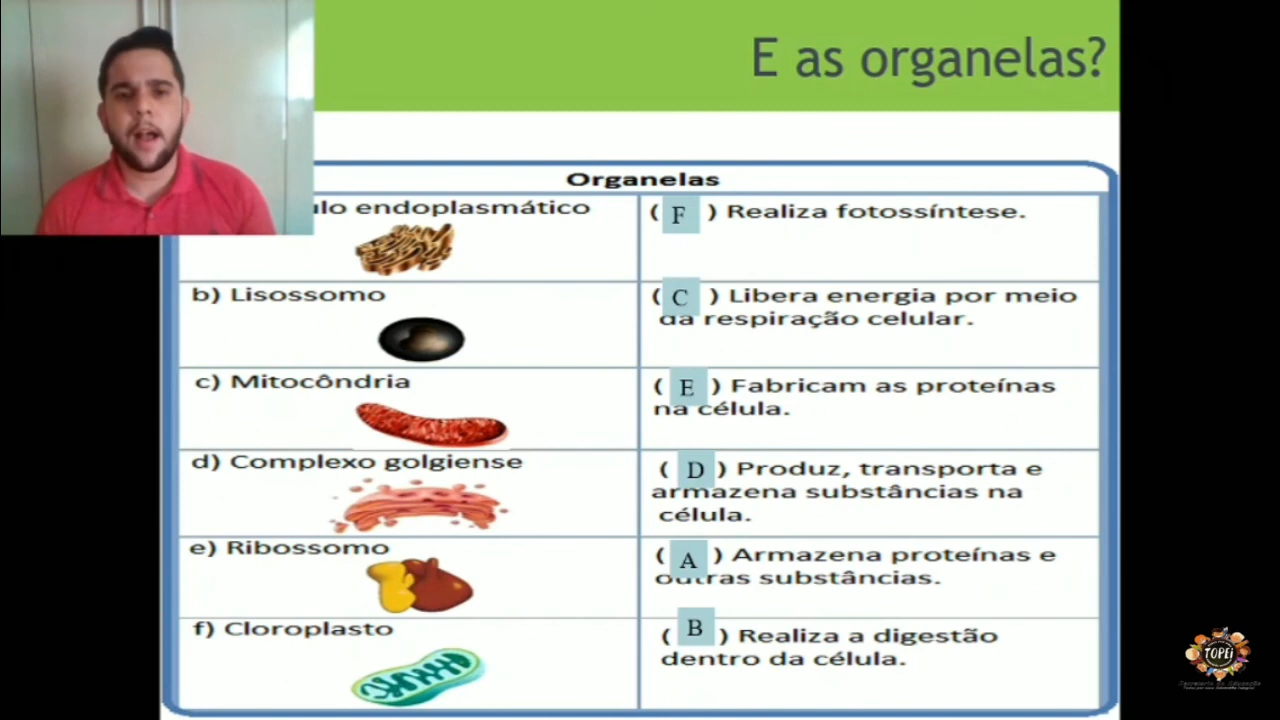 E as organelas?
Organelas
ulo endoplasmático
( F ) Realiza fotossíntese.
b) Lisossomo
( C ) Libera energia por meio
da respiração celular.
c) Mitocôndria
( E ) Fabricam as proteínas
na célula.
d) Complexo golgiense
( D ) Produz, transporta e
armazena substâncias na
célula.
e) Ribossomo
( A ) Armazena proteínas e
outras substâncias.
f) Cloroplasto
( B ) Realiza a digestão
dentro da célula.
TOPEI